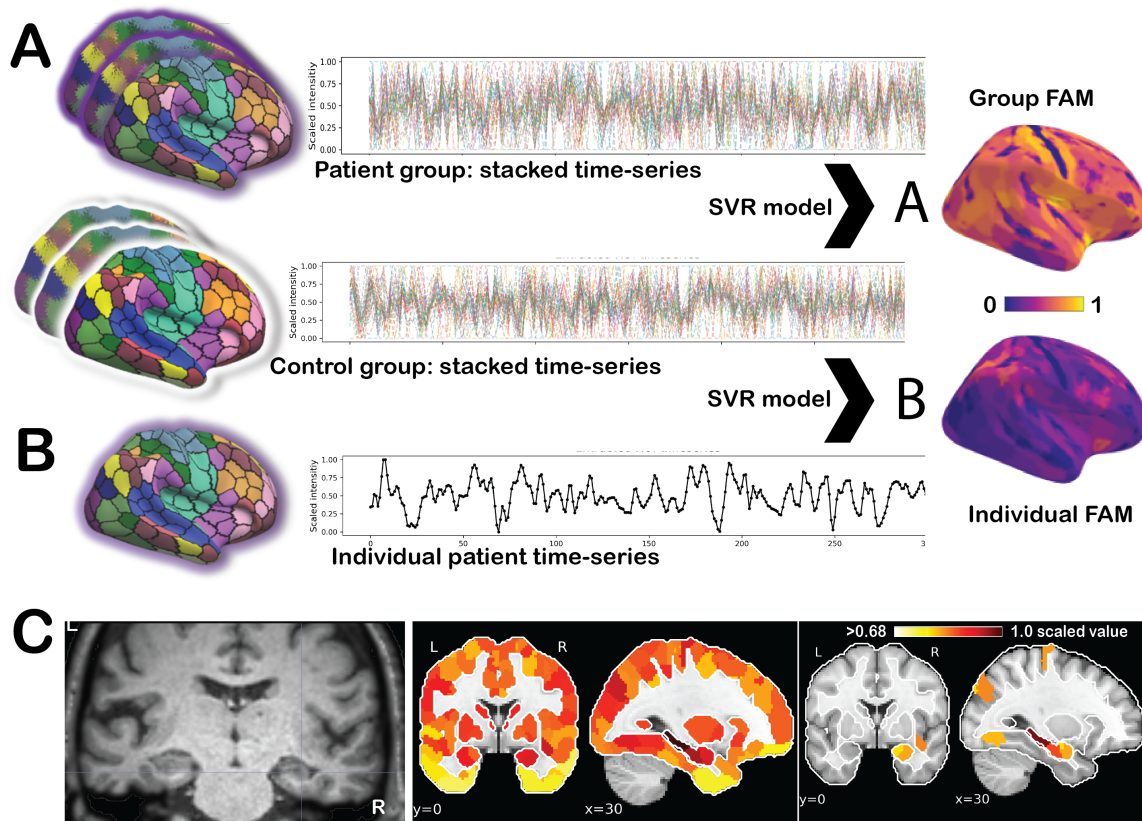 A
Scaled intensitiy
1.00
0.75
0.50
0.25
0.00
Patient group: stacked time-series
SVR model
A
Group FAM
Scaled intensitiy
1.00
0.75
0.50
0.25
0.00
Control group: stacked time-series
SVR model
B
0 1
B
Scaled intensitiy
1.00
0.75
0.50
0.25
0.00
0 50 100 150 200 250 3
Individual patient time-series
Individual FAM
C
L
R
L R
y=0 x=30
>0.68 1.0 scaled value
L R
y=0 x=30